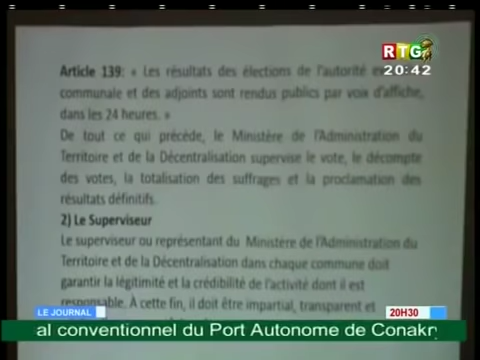 RTG
20:42
Article 139: « Les résultats des élections de l'autorité
communale et des adjoints sont rendus publics par voix d'affiche,
dans les 24 heures. »
De tout ce qui précède, le Ministère de l'Administration du
Territoire et de la Décentralisation supervise le vote, le décompte
des votes, la totalisation des suffrages et la proclamation des
résultats définitifs.
2) Le Superviseur
Le superviseur ou représentant du Ministère de l'Administration du
Territoire et de la Décentralisation dans chaque commune doit
garantir la légitimité et la crédibilité de l'activité dont il est
responsable. À cette fin, il doit être impartial, transparent et
LE JOURNAL
20H30
al conventionnel du Port Autonome de Conakry